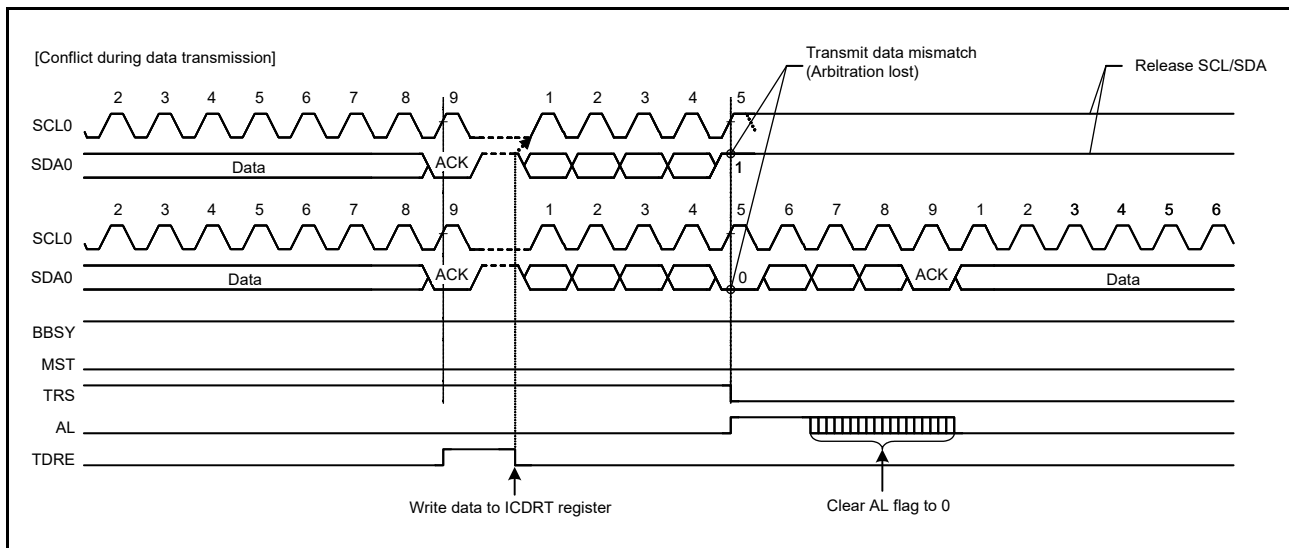 [Conflict during data transmission]
Transmit data mismatch
(Arbitration lost)
Release SCL/SDA
2 3 4 5 6 7 8 9 1 2 3 4 5
SCL0
SDA0 Data ACK 1
2 3 4 5 6 7 8 9 1 2 3 4 5 6 7 8 9 1 2 3 4 5 6
SCL0
SDA0 Data ACK 0 ACK Data
BBSY
MST
TRS
AL
TDRE
Write data to ICDRT register Clear AL flag to 0